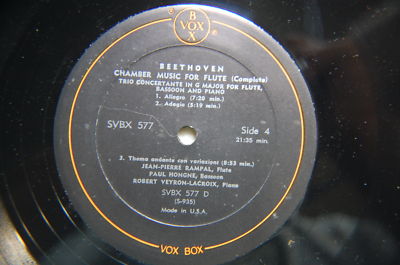 B
VOX
X
BEETHOVEN
CHAMBER MUSIC FOR FLUTE (Complete)
TRIO CONCERTANTE IN G MAJOR FOR FLUTE,
BASSOON AND PIANO
1. Allegro (7:20 min.)
2. Adagio (5:19 min.)
SVBX 577
Side 4
21:35 min.
3. Thema andante con variazioni (8:53 min.)
JEAN-PIERRE RAMPAL, Flute
PAUL HONGNE, Bassoon
ROBERT VEYRON-LACROIX, Piano
SVBX 577 D
(S-935)
Made in U.S.A.
VOX BOX